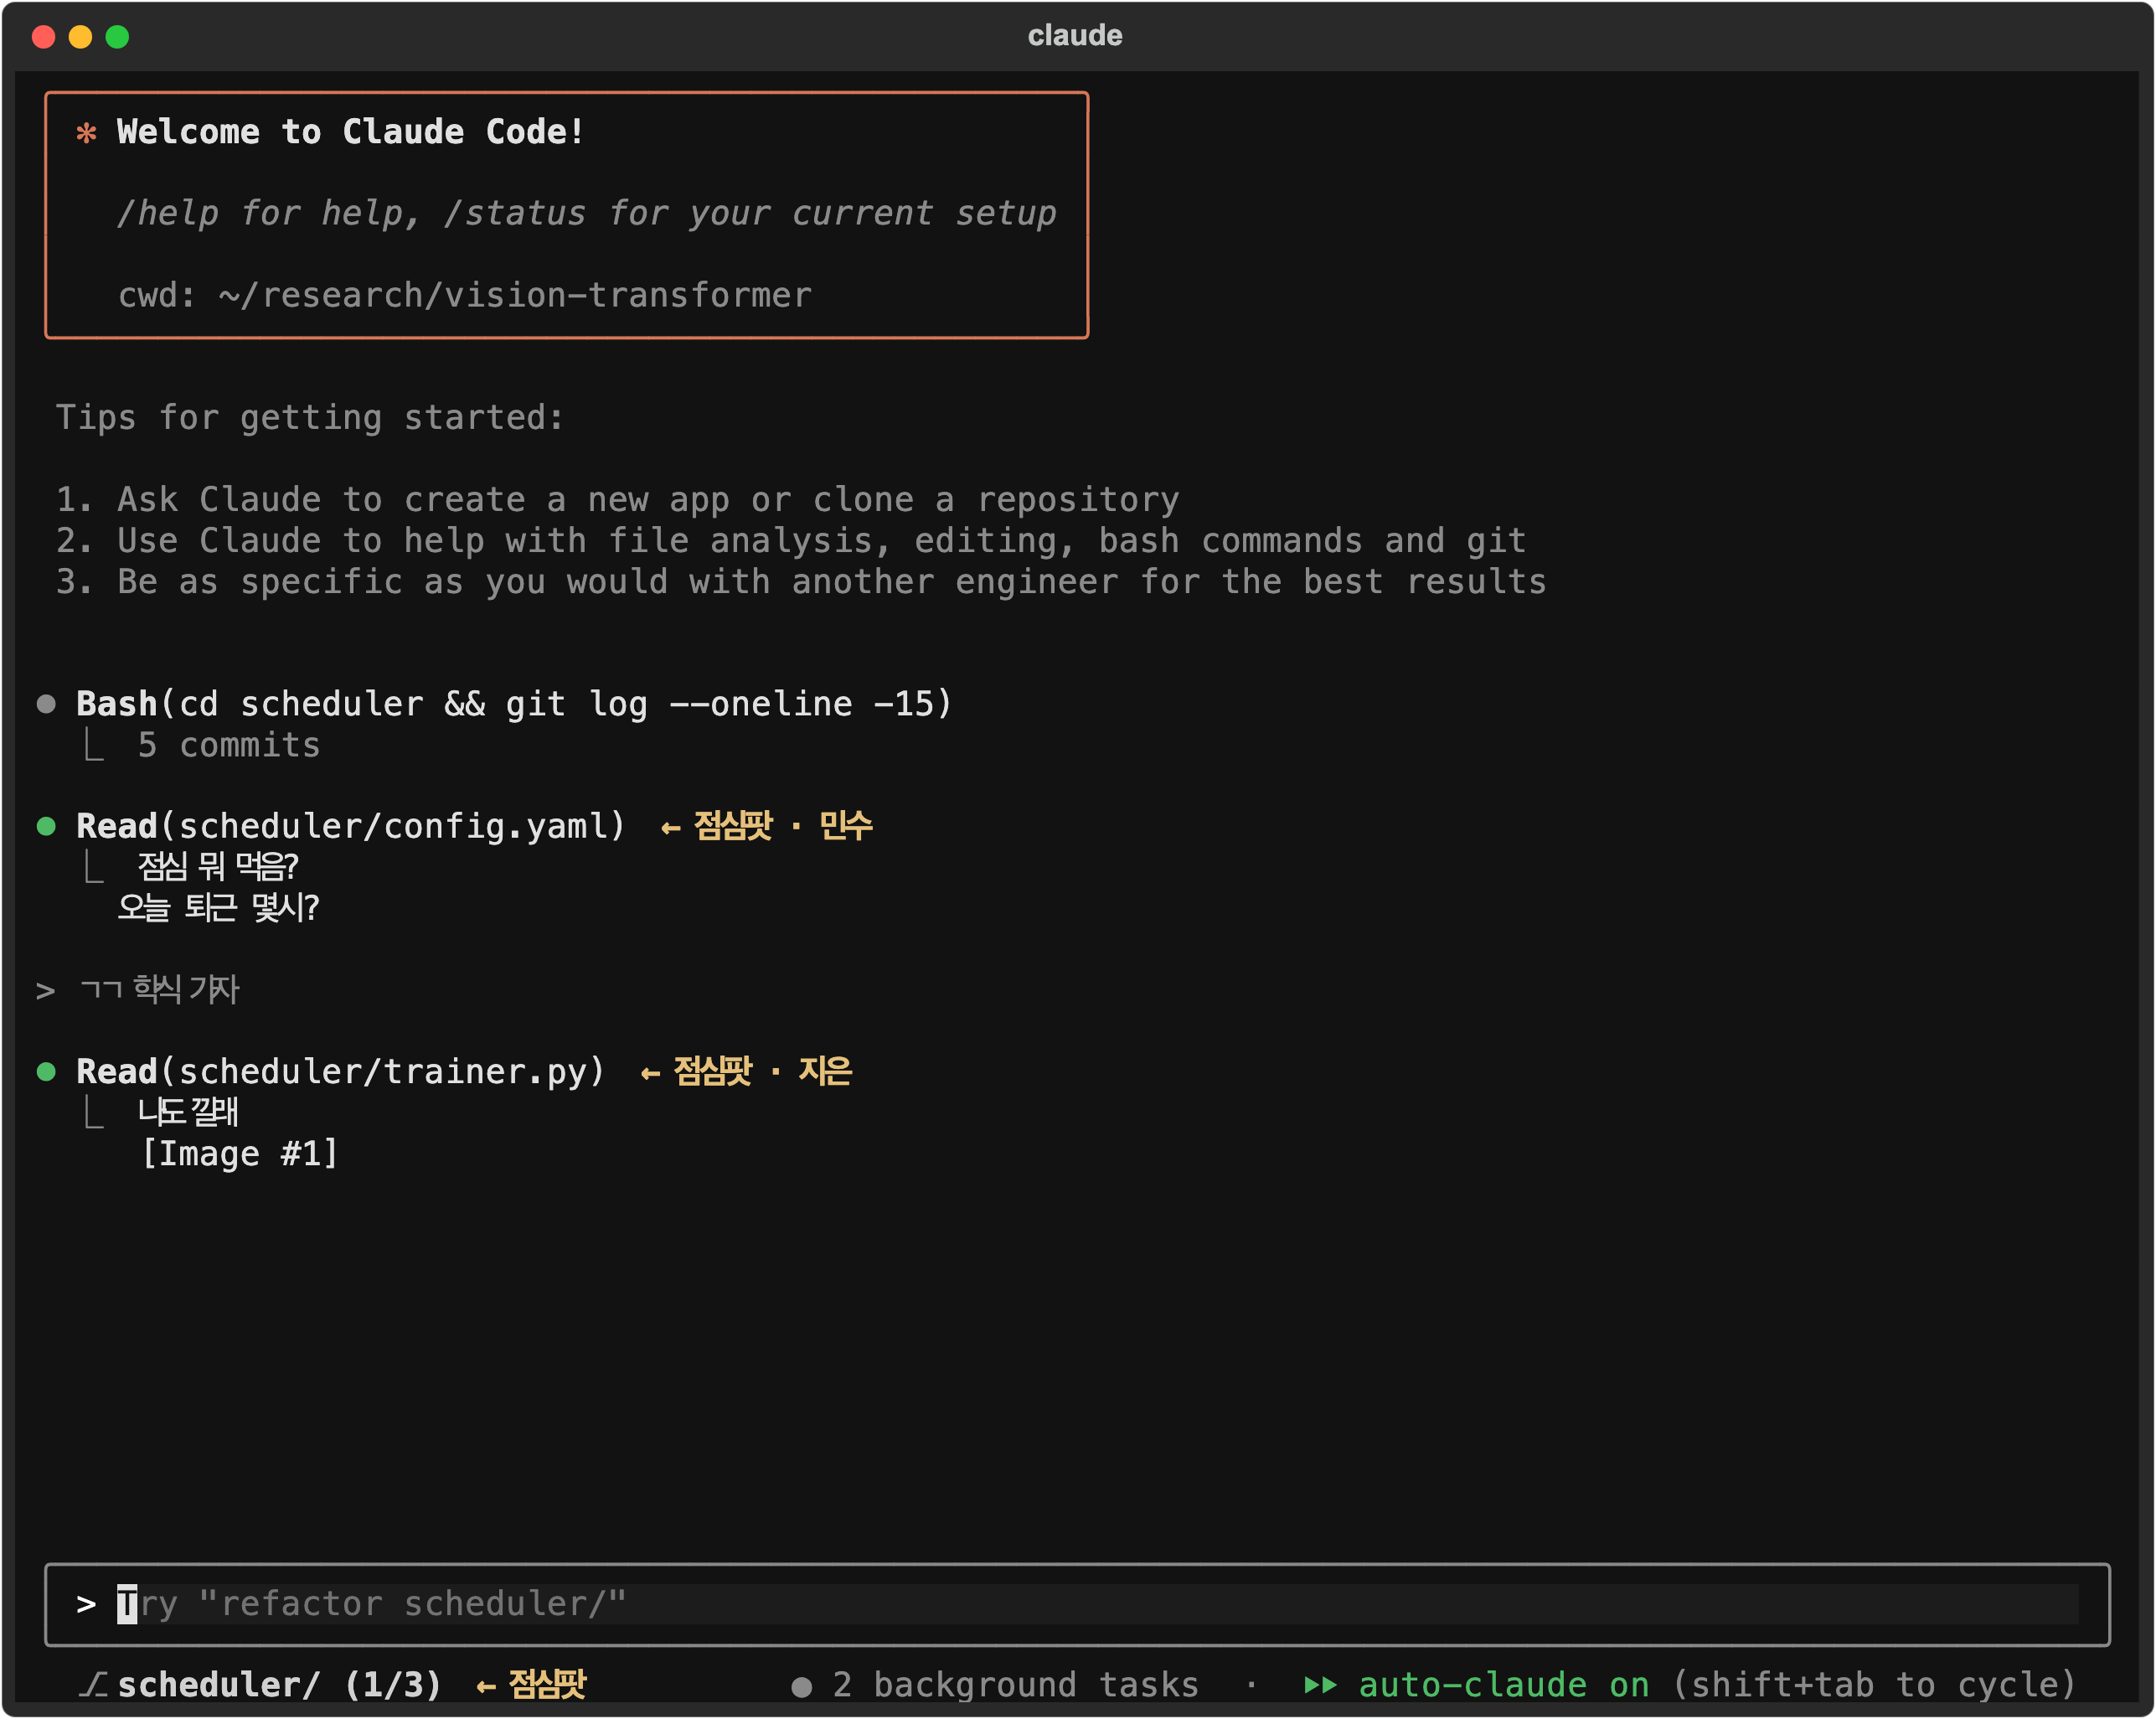 claude
✻ Welcome to Claude Code!
/help for help, /status for your current setup
cwd: ~/research/vision-transformer
Tips for getting started:
1. Ask Claude to create a new app or clone a repository
2. Use Claude to help with file analysis, editing, bash commands and git
3. Be as specific as you would with another engineer for the best results
● Bash(cd scheduler && git log --oneline -15)
⎿ 5 commits
● Read(scheduler/config.yaml) ← 점심팟 · 민수
⎿ 점심 뭐 먹음?
오늘 퇴근 몇시?
> ㄱㄱ 학식 가자
● Read(scheduler/trainer.py) ← 점심팟 · 지은
⎿ 나도 낄래
[Image #1]
> Try "refactor scheduler/"
⎇ scheduler/ (1/3) ← 점심팟 ● 2 background tasks · ▶▶ auto-claude on (shift+tab to cycle)